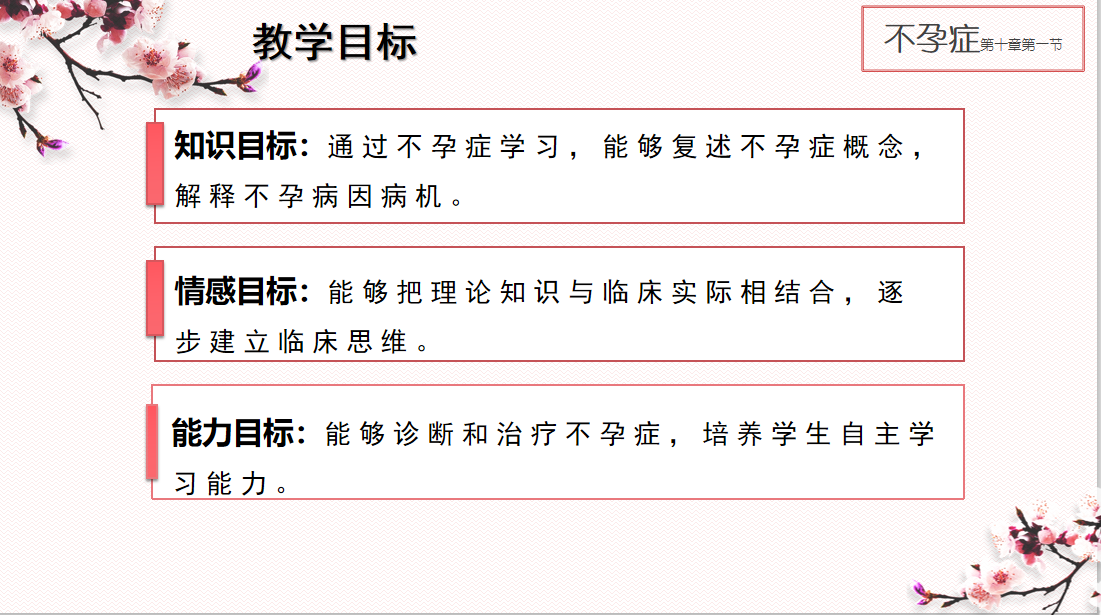 教学目标
不孕症第十章第一节
知识目标：通过不孕症学习，能够复述不孕症概念，
解释不孕病因病机。
情感目标：能够把理论知识与临床实际相结合，逐
步建立临床思维。
能力目标：能够诊断和治疗不孕症，培养学生自主学
习能力。